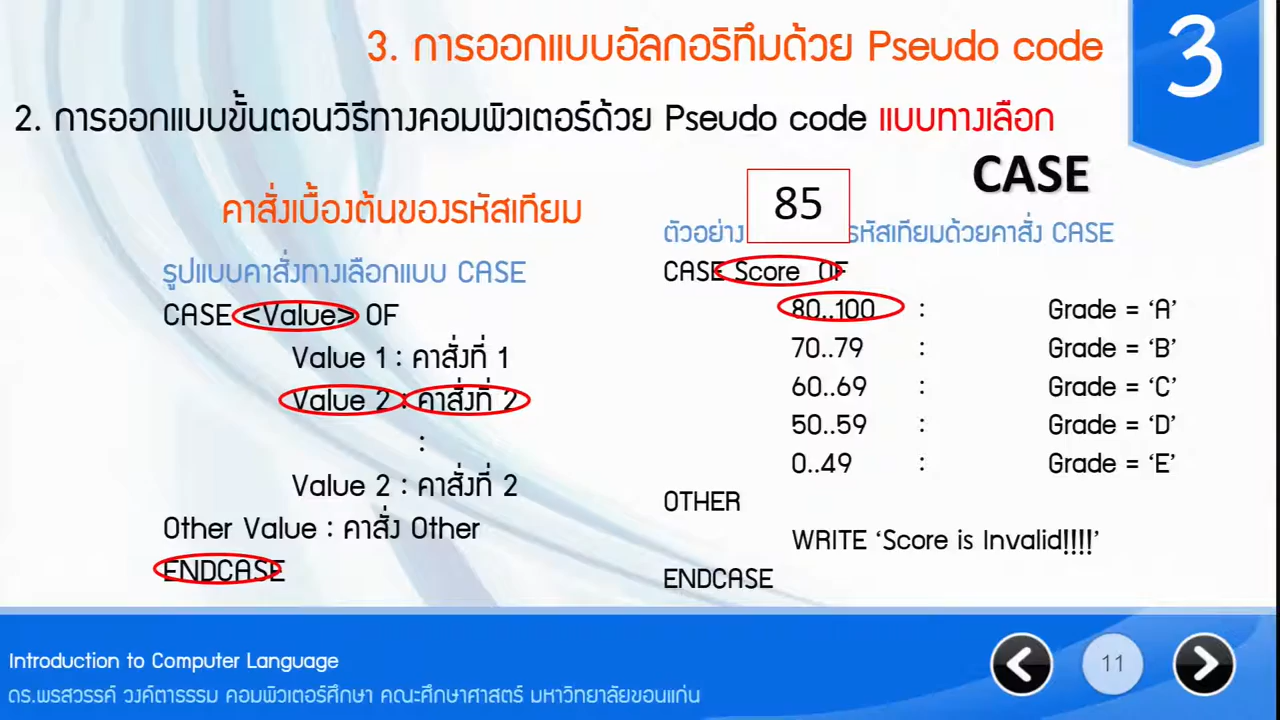 3. การออกแบบอัลกอริทึมด้วย Pseudo code
3
2. การออกแบบขั้นตอนวิธีทางคอมพิวเตอร์ด้วย Pseudo code แบบทางเลือก
CASE
คาสั่งเบื้องต้นของรหัสเทียม
รูปแบบคาสั่งทางเลือกแบบ CASE
CASE <Value> OF
Value 1 : คาสั่งที่ 1
Value 2 : คาสั่งที่ 2
:
Value 2 : คาสั่งที่ 2
Other Value : คาสั่ง Other
ENDCASE
85
ตัวอย่าง รหัสเทียมด้วยคาสั่ง CASE
CASE Score OF
80..100 : Grade = ‘A’
70..79 : Grade = ‘B’
60..69 : Grade = ‘C’
50..59 : Grade = ‘D’
0..49 : Grade = ‘E’
OTHER
WRITE ‘Score is Invalid!!!!’
ENDCASE
Introduction to Computer Language
ดร.พรสวรรค์ วงค์ตาธรรม คอมพิวเตอร์ศึกษา คณะศึกษาศาสตร์ มหาวิทยาลัยขอนแก่น
11